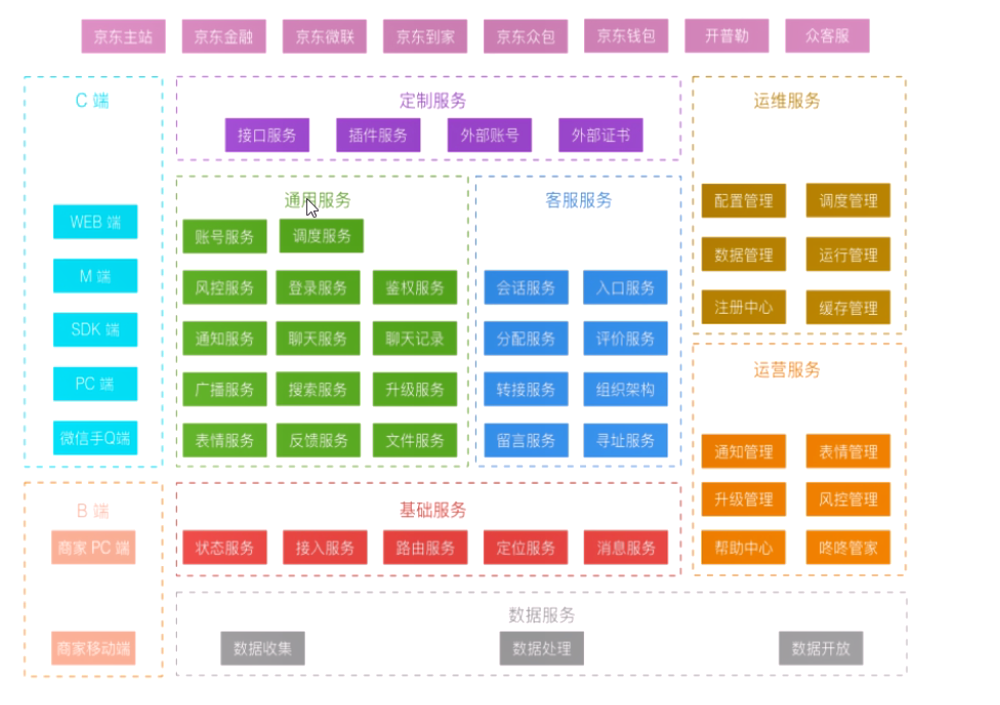 京东主站 京东金融 京东微联 京东到家 京东众包 京东钱包 开普勒 众客服
C 端
WEB 端
M 端
SDK 端
PC 端
微信手Q端
B 端
商家 PC 端
商家移动端
定制服务
接口服务 插件服务 外部账号 外部证书
通用服务
账号服务 调度服务
风控服务 登录服务 鉴权服务
通知服务 聊天服务 聊天记录
广播服务 搜索服务 升级服务
表情服务 反馈服务 文件服务
客服服务
会话服务 入口服务
分配服务 评价服务
转接服务 组织架构
留言服务 寻址服务
基础服务
状态服务 接入服务 路由服务 定位服务 消息服务
运维服务
配置管理 调度管理
数据管理 运行管理
注册中心 缓存管理
运营服务
通知管理 表情管理
升级管理 风控管理
帮助中心 咚咚管家
数据服务
数据收集 数据处理 数据开放